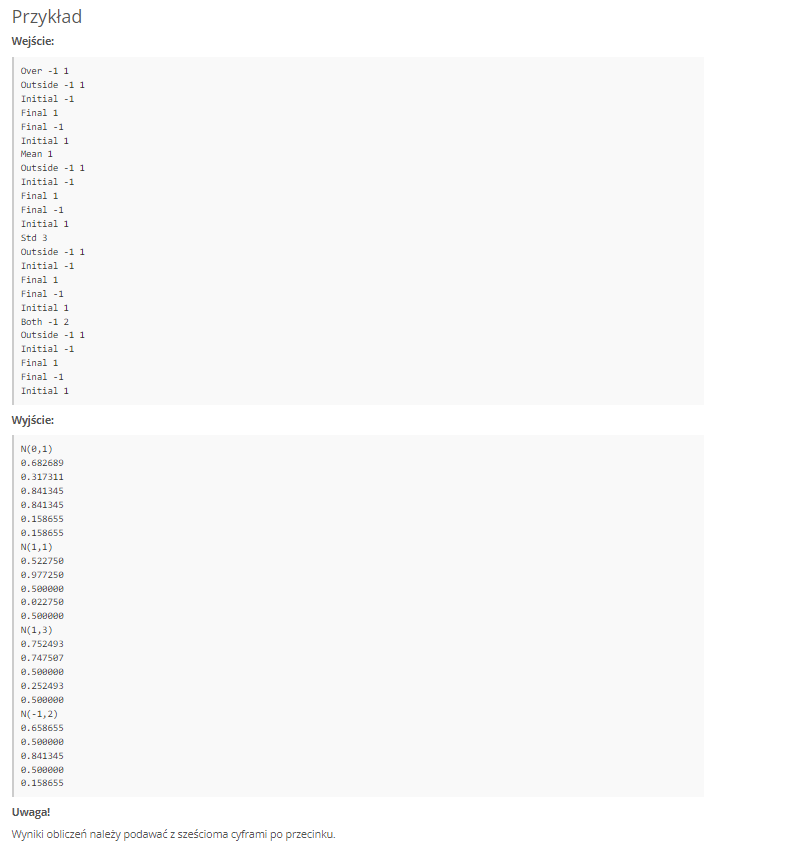 Przykład
Wejście:
Over -1 1
Outside -1 1
Initial -1
Final 1
Final -1
Initial 1
Mean 1
Outside -1 1
Initial -1
Final 1
Final -1
Initial 1
Std 3
Outside -1 1
Initial -1
Final 1
Final -1
Initial 1
Both -1 2
Outside -1 1
Initial -1
Final 1
Final -1
Initial 1
Wyjście:
N(0,1)
0.682689
0.317311
0.841345
0.841345
0.158655
0.158655
N(1,1)
0.522750
0.977250
0.500000
0.022750
0.500000
N(1,3)
0.752493
0.747507
0.500000
0.252493
0.500000
N(-1,2)
0.658655
0.500000
0.841345
0.500000
0.158655
Uwaga!
Wyniki obliczeń należy podawać z sześcioma cyframi po przecinku.